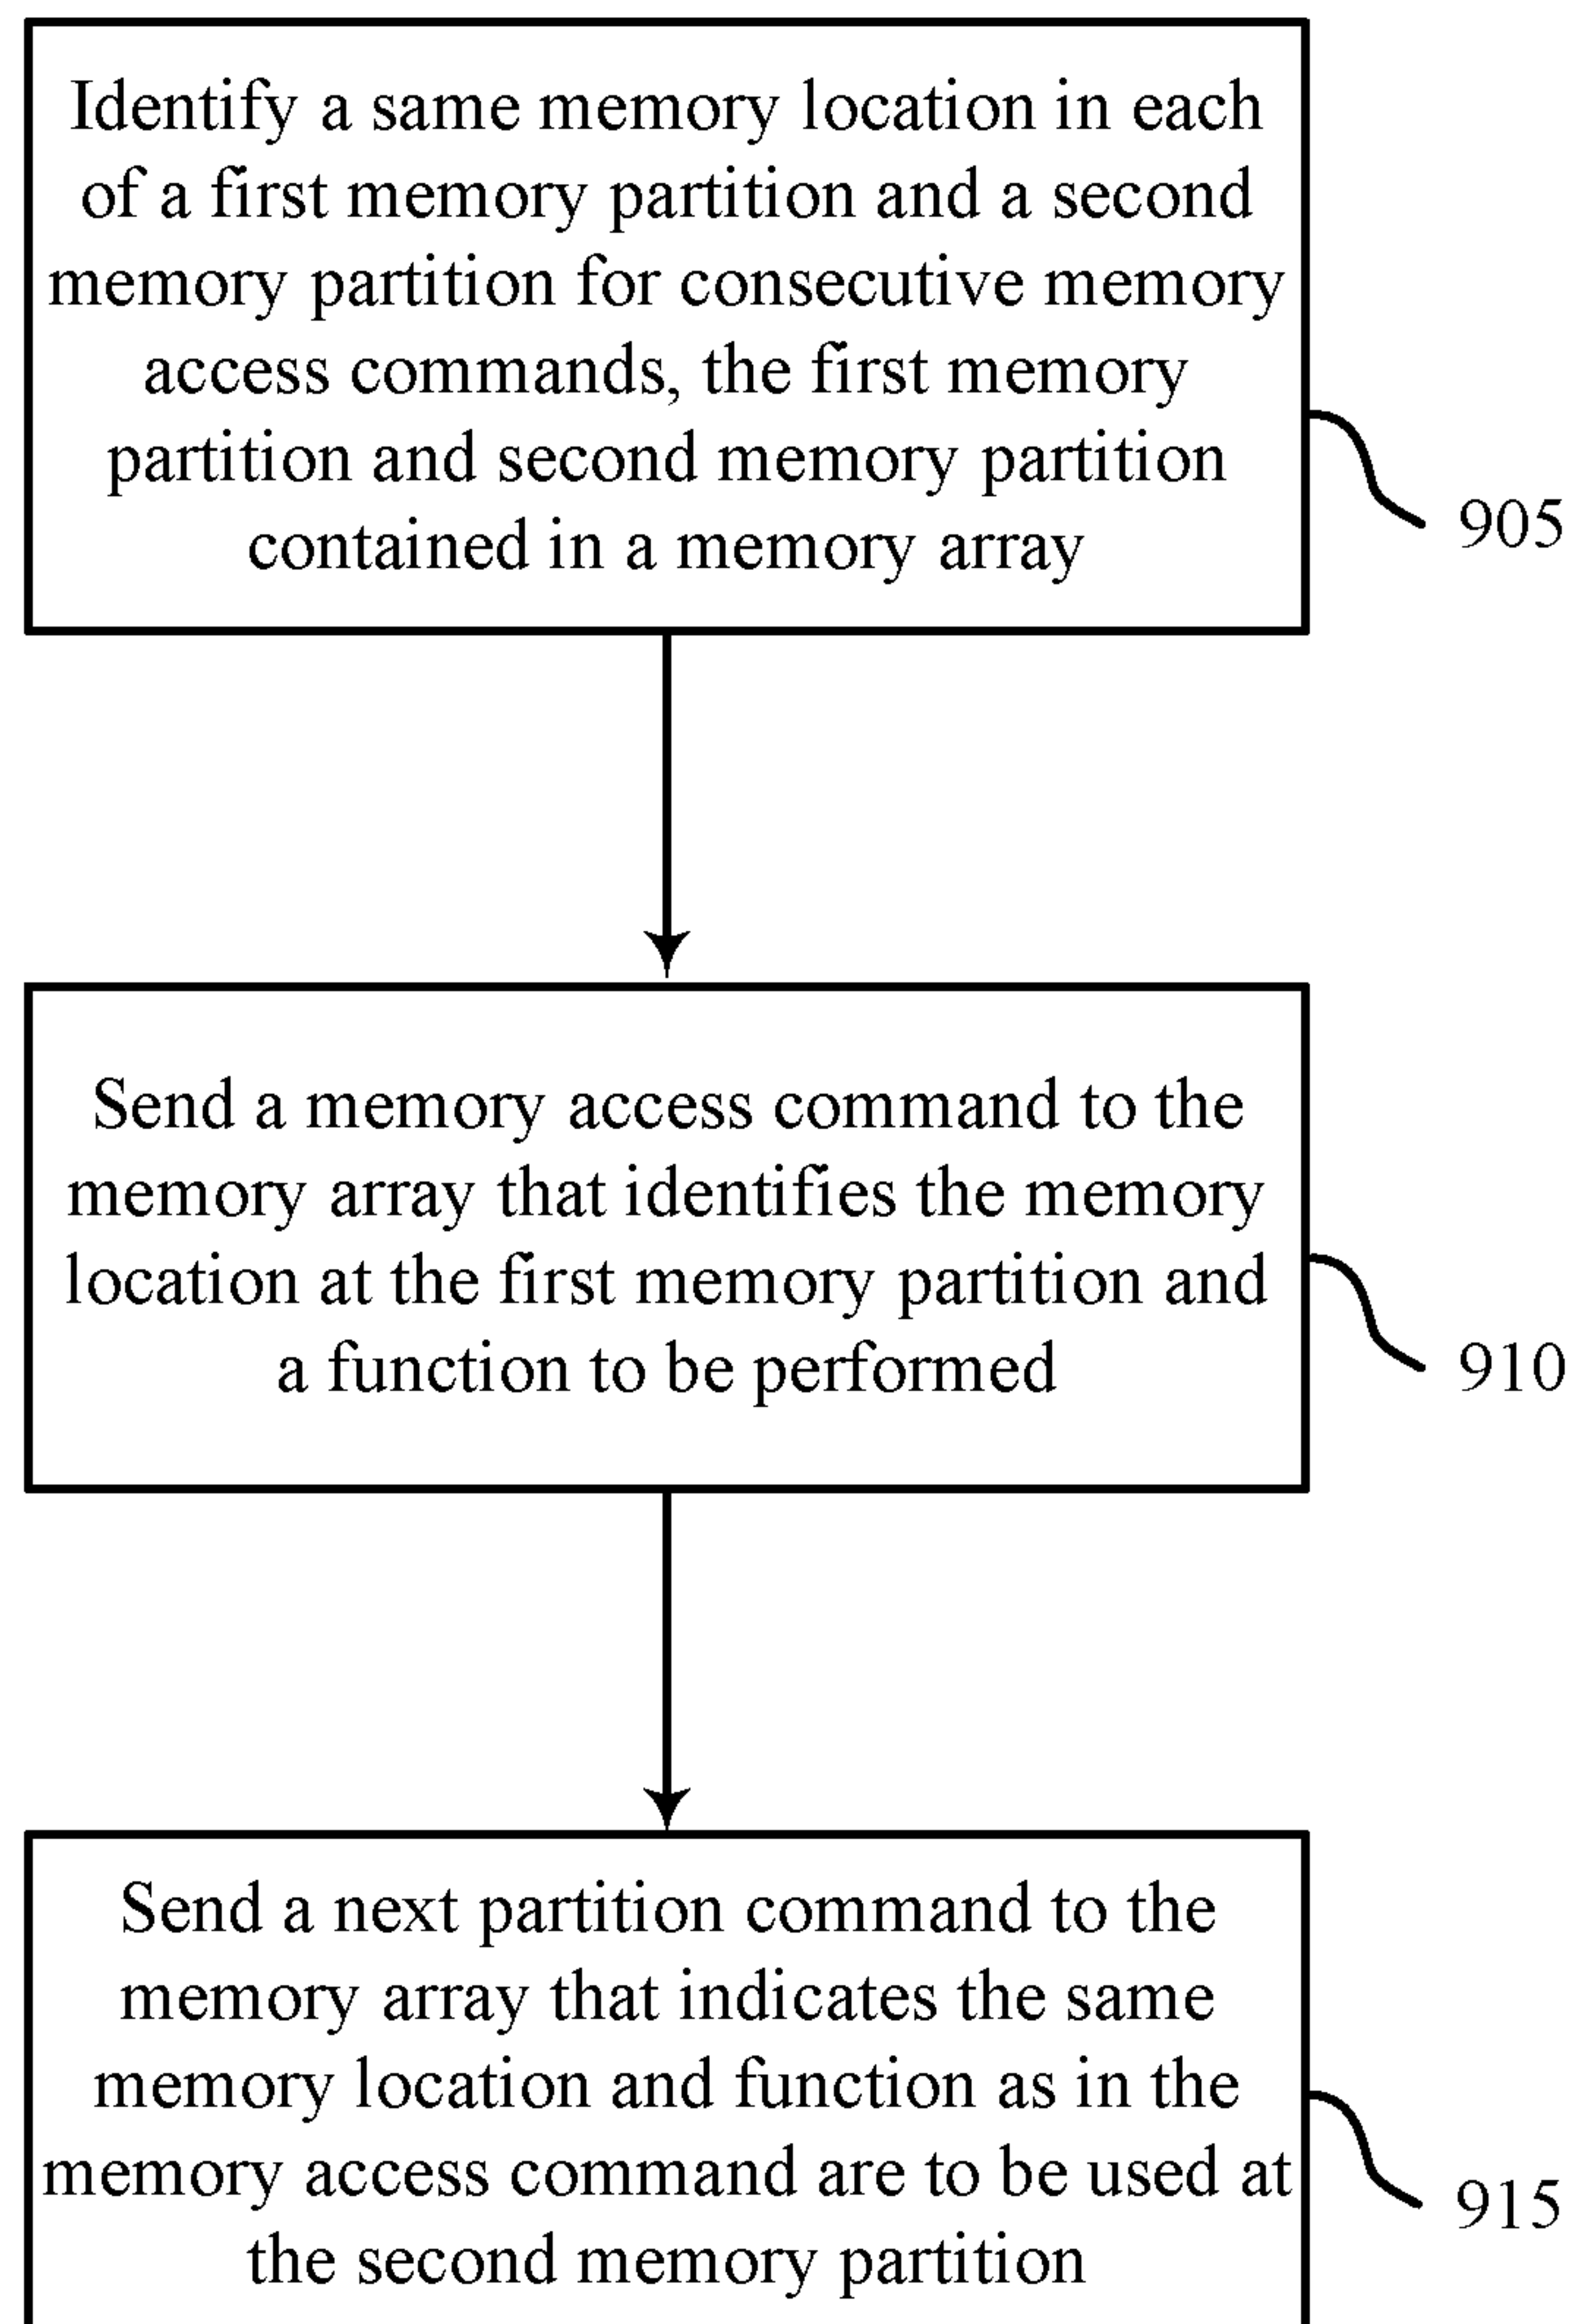 Identify a same memory location in each
of a first memory partition and a second
memory partition for consecutive memory
access commands, the first memory
partition and second memory partition
contained in a memory array
905
Send a memory access command to the
memory array that identifies the memory
location at the first memory partition and
a function to be performed
910
Send a next partition command to the
memory array that indicates the same
memory location and function as in the
memory access command are to be used at
the second memory partition
915